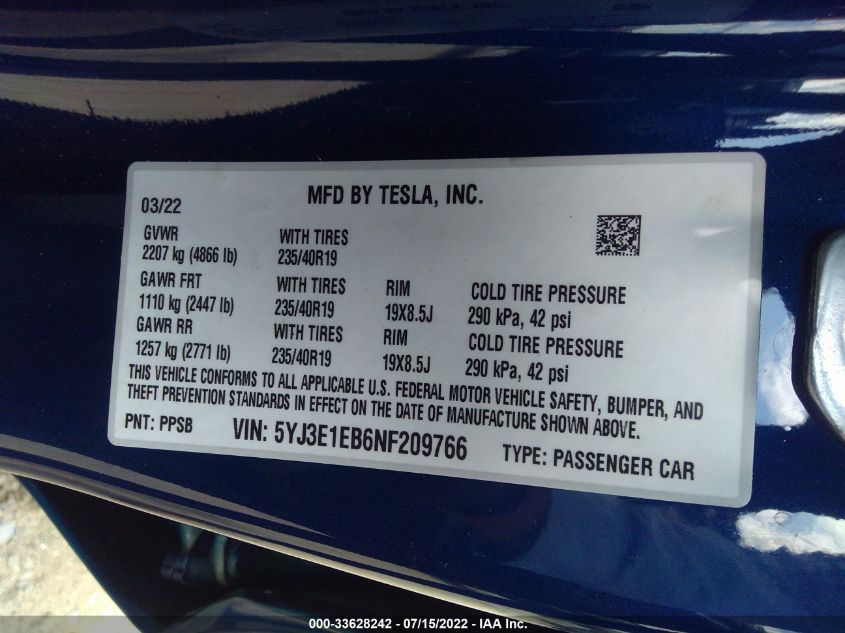 MFD BY TESLA, INC.
03/22
GVWR WITH TIRES
2207 kg (4866 lb) 235/40R19
GAWR FRT WITH TIRES RIM COLD TIRE PRESSURE
1110 kg (2447 lb) 235/40R19 19X8.5J 290 kPa, 42 psi
GAWR RR WITH TIRES RIM COLD TIRE PRESSURE
1257 kg (2771 lb) 235/40R19 19X8.5J 290 kPa, 42 psi
THIS VEHICLE CONFORMS TO ALL APPLICABLE U.S. FEDERAL MOTOR VEHICLE SAFETY, BUMPER, AND
THEFT PREVENTION STANDARDS IN EFFECT ON THE DATE OF MANUFACTURE SHOWN ABOVE.
PNT: PPSB VIN: 5YJ3E1EB6NF209766 TYPE: PASSENGER CAR
000-33628242 - 07/15/2022 - IAA Inc.